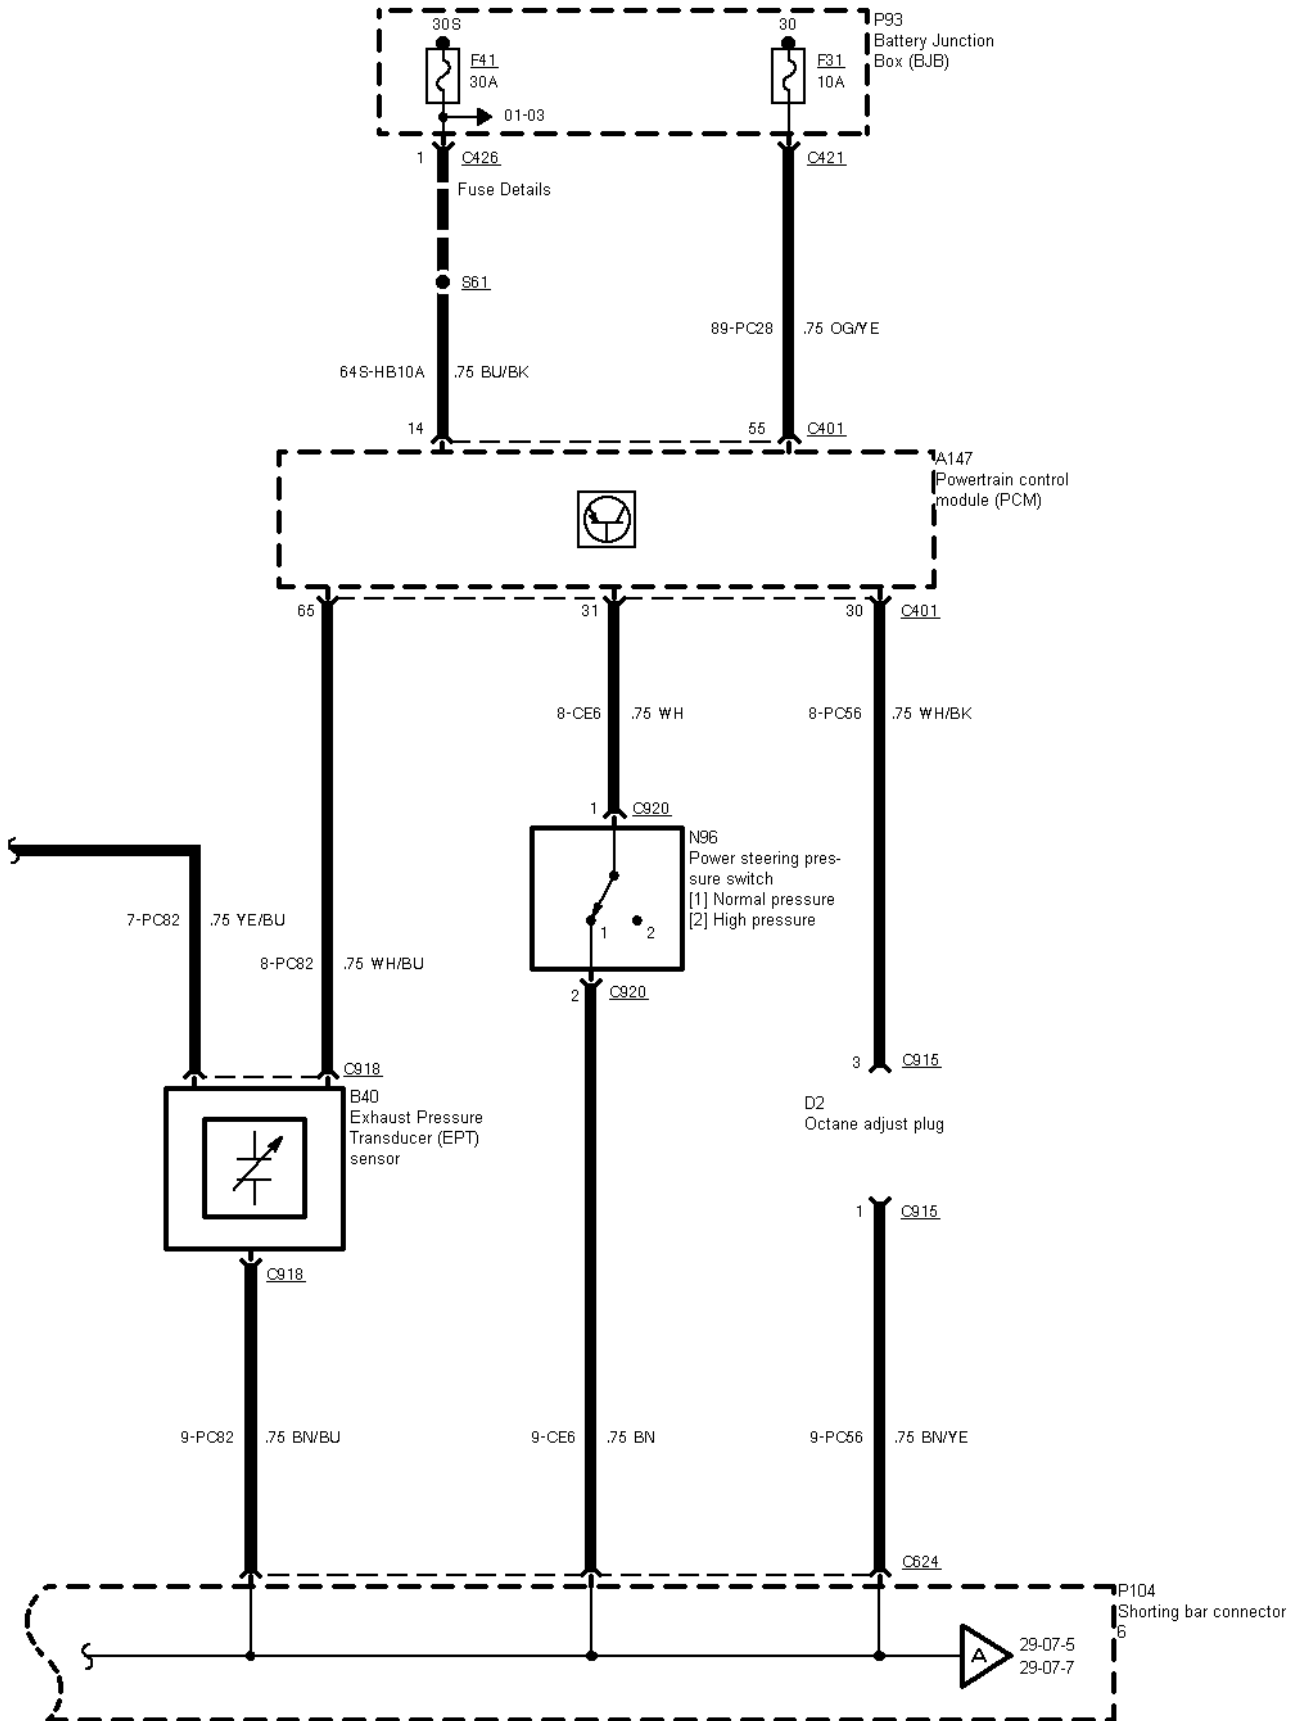 30S
30
P93
Battery Junction
Box (BJB)
F41
30A
F31
10A
01-03
1
C426
C421
Fuse Details
S61
89-PC28
.75 OG/YE
64S-HB10A
.75 BU/BK
14
55
C401
A147
Powertrain control
module (PCM)
65
31
30
C401
8-CE6
.75 WH
8-PC56
.75 WH/BK
1
C920
N96
Power steering pres-
sure switch
[1] Normal pressure
[2] High pressure
1
2
7-PC82
.75 YE/BU
8-PC82
.75 WH/BU
2
C920
3
C915
C918
B40
Exhaust Pressure
Transducer (EPT)
sensor
D2
Octane adjust plug
1
C915
C918
9-PC82
.75 BN/BU
9-CE6
.75 BN
9-PC56
.75 BN/YE
C624
P104
Shorting bar connector
6
A
29-07-5
29-07-7